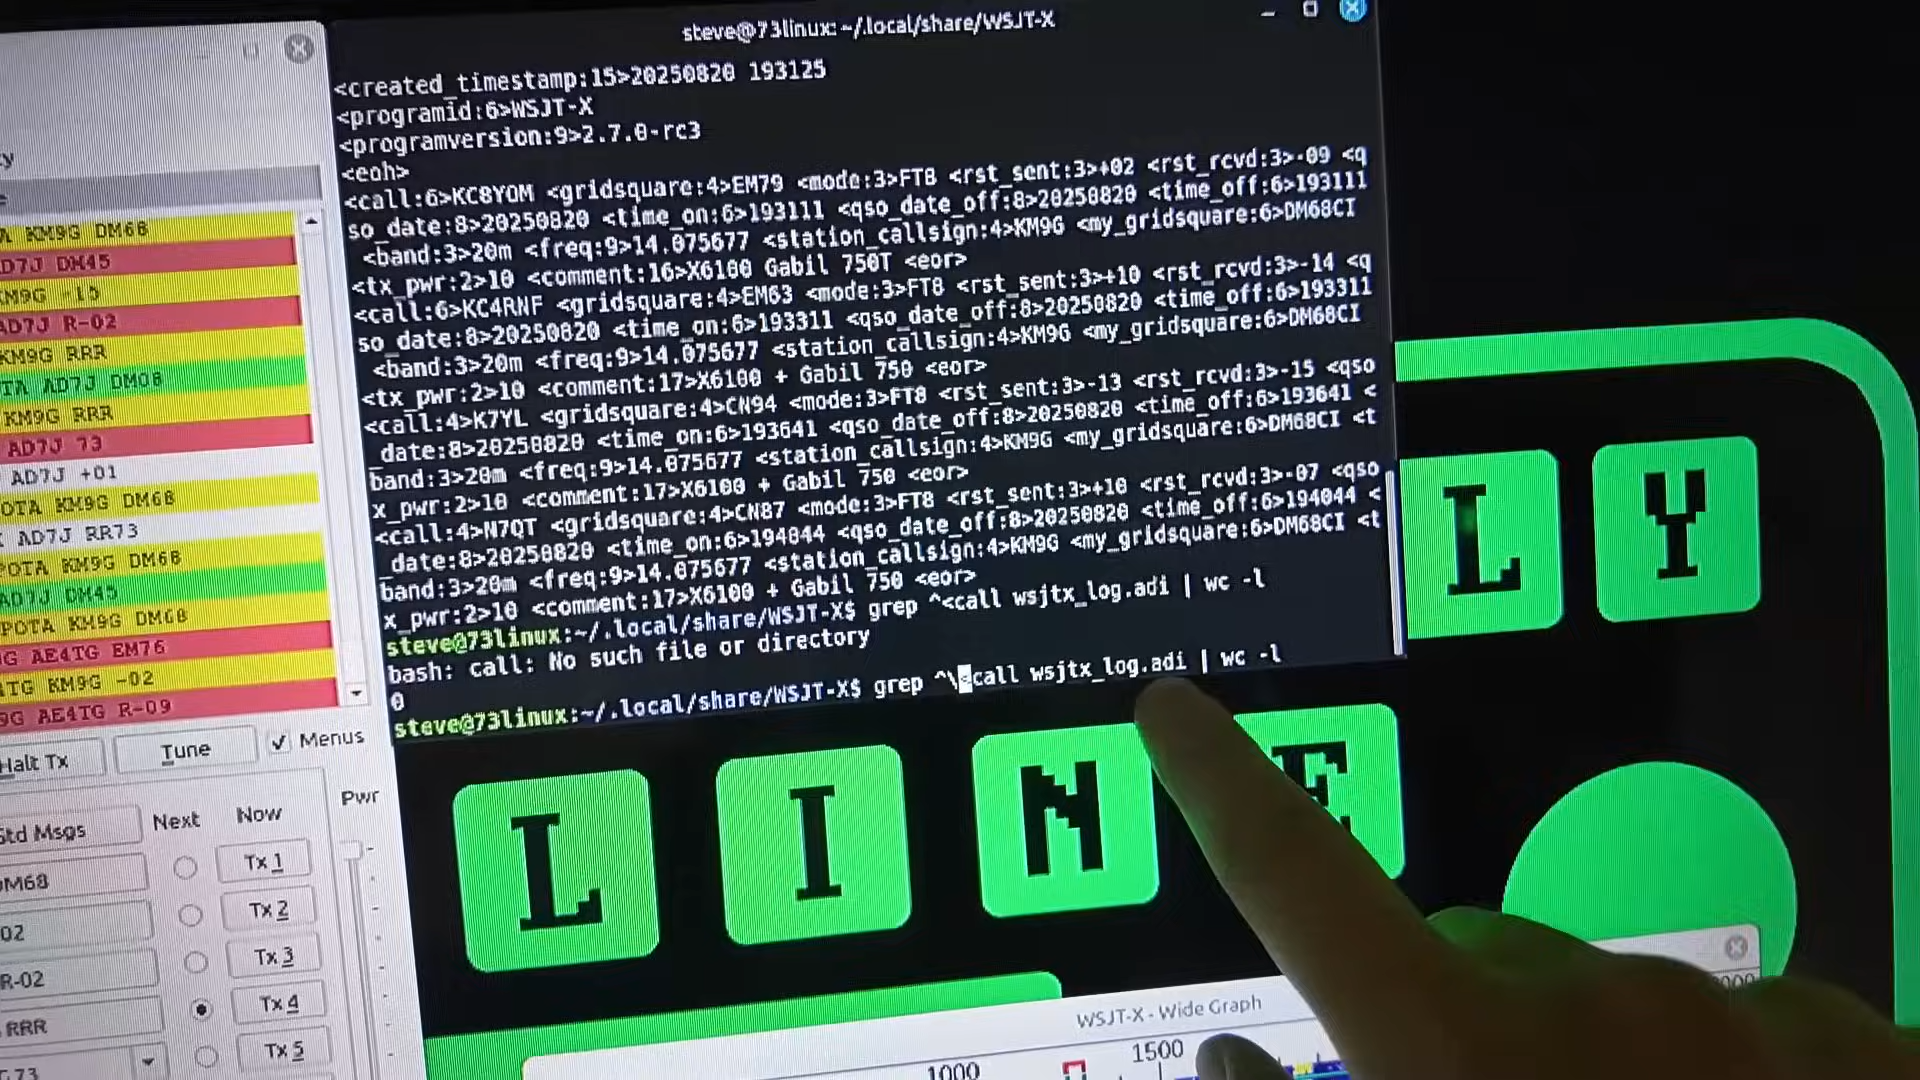 steve@73linux: ~/.local/share/WSJT-X
<created_timestamp:15>20250820 193125
<programid:6>WSJT-X
<programversion:9>2.7.0-rc3
<eoh>
<call:6>KC8YOM <gridsquare:4>EM79 <mode:3>FT8 <rst_sent:3>+02 <rst_rcvd:3>-09 <q
so_date:8>20250820 <time_on:6>193111 <qso_date_off:8>20250820 <time_off:6>193111
<band:3>20m <freq:9>14.075677 <station_callsign:4>KM9G <my_gridsquare:6>DM68CI
<tx_pwr:2>10 <comment:16>X6100 Gabil 750T <eor>
<call:6>KC4RNF <gridsquare:4>EM63 <mode:3>FT8 <rst_sent:3>+10 <rst_rcvd:3>-14 <q
so_date:8>20250820 <time_on:6>193311 <qso_date_off:8>20250820 <time_off:6>193311
<band:3>20m <freq:9>14.075677 <station_callsign:4>KM9G <my_gridsquare:6>DM68CI
<tx_pwr:2>10 <comment:17>X6100 + Gabil 750 <eor>
<call:4>K7YL <gridsquare:4>CN94 <mode:3>FT8 <rst_sent:3>-13 <rst_rcvd:3>-15 <qso
_date:8>20250820 <time_on:6>193641 <qso_date_off:8>20250820 <time_off:6>193641 <
band:3>20m <freq:9>14.075677 <station_callsign:4>KM9G <my_gridsquare:6>DM68CI <t
x_pwr:2>10 <comment:17>X6100 + Gabil 750 <eor>
<call:4>N7QT <gridsquare:4>CN87 <mode:3>FT8 <rst_sent:3>+10 <rst_rcvd:3>-07 <qso
_date:8>20250820 <time_on:6>194044 <qso_date_off:8>20250820 <time_off:6>194044 <
band:3>20m <freq:9>14.075677 <station_callsign:4>KM9G <my_gridsquare:6>DM68CI <t
x_pwr:2>10 <comment:17>X6100 + Gabil 750 <eor>
steve@73linux:~/.local/share/WSJT-X$ grep ^<call wsjtx_log.adi | wc -l
bash: call: No such file or directory
0
steve@73linux:~/.local/share/WSJT-X$ grep ^\<call wsjtx_log.adi | wc -l
KM9G DM68
AD7J DM45
KM9G -15
AD7J R-02
KM9G RRR
AD7J DM08
KM9G RRR
AD7J 73
AD7J +01
OTA KM9G DM68
AD7J RR73
POTA KM9G DM68
AD7J DM45
POTA KM9G DM68
G AE4TG EM76
TG KM9G -02
9G AE4TG R-09
Halt Tx
Tune
Menus
Pwr
Std Msgs
Next
Now
DM68
Tx 1
02
Tx 2
R-02
Tx 3
RRR
Tx 4
73
Tx 5
L Y
L I N E
WSJT-X - Wide Graph
1000
1500